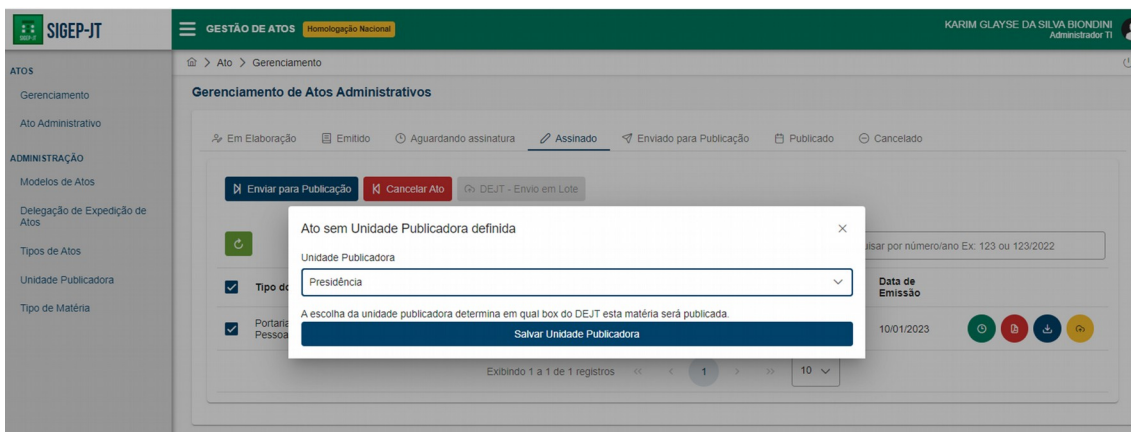 SIGEP-JT
GESTÃO DE ATOS
Homologação Nacional
KARIM GLAYSE DA SILVA BIONDINI
Administrador TI
ATOS
Gerenciamento
Ato Administrativo
ADMINISTRAÇÃO
Modelos de Atos
Delegação de Expedição de
Atos
Tipos de Atos
Unidade Publicadora
Tipo de Matéria
> Ato > Gerenciamento
Gerenciamento de Atos Administrativos
Em Elaboração
Emitido
Aguardando assinatura
Assinado
Enviado para Publicação
Publicado
Cancelado
Enviar para Publicação
Cancelar Ato
DEJT - Envio em Lote
Ato sem Unidade Publicadora definida
Unidade Publicadora
Presidência
A escolha da unidade publicadora determina em qual box do DEJT esta matéria será publicada.
Salvar Unidade Publicadora
por número/ano Ex: 123 ou 123/2022
Tipo
Data de
Emissão
10/01/2023
Exibindo 1 a 1 de 1 registros
<< < 1 > >>
10